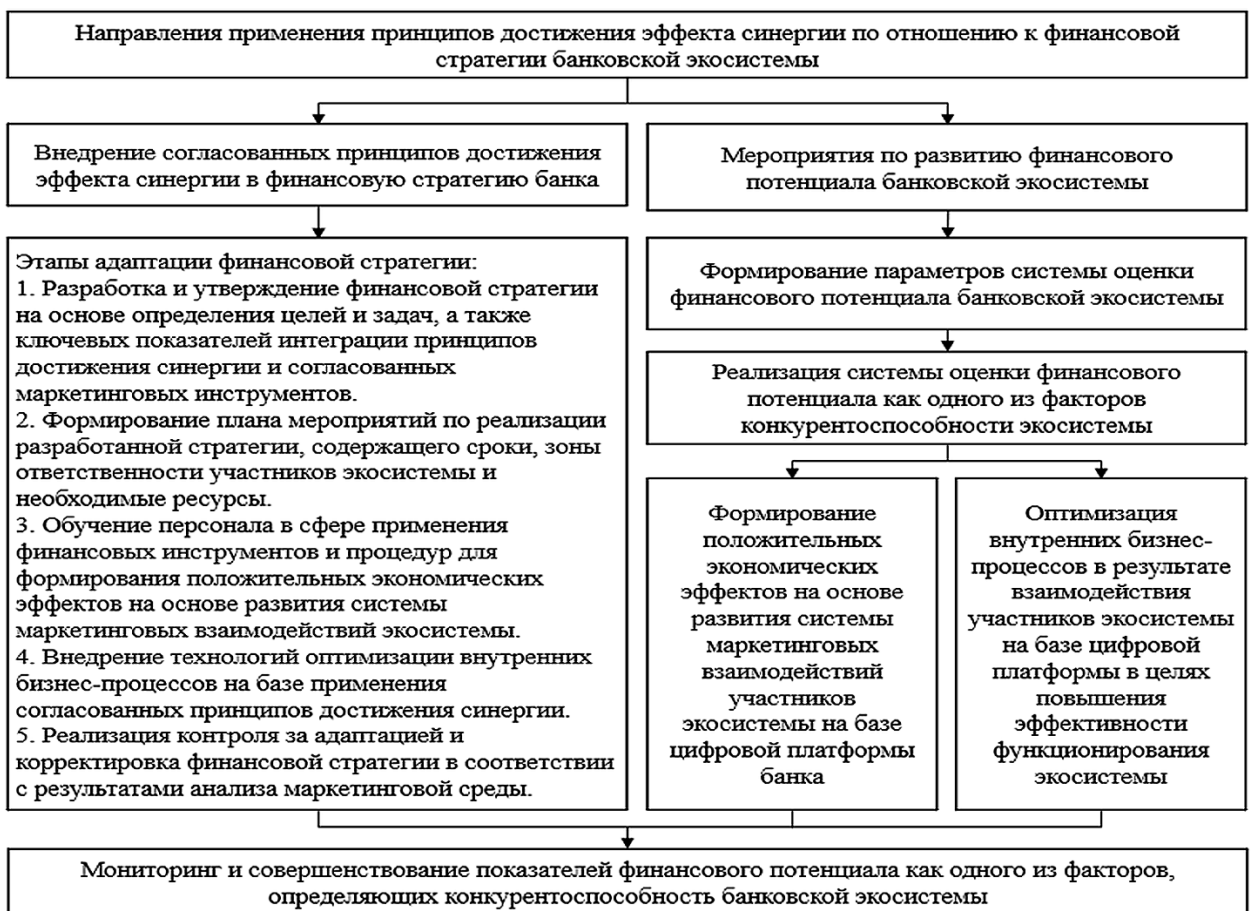 Направления применения принципов достижения эффекта синергии по отношению к финансовой
стратегии банковской экосистемы
Внедрение согласованных принципов достижения
эффекта синергии в финансовую стратегию банка
Мероприятия по развитию финансового
потенциала банковской экосистемы
Этапы адаптации финансовой стратегии:
1. Разработка и утверждение финансовой стратегии
на основе определения целей и задач, а также
ключевых показателей интеграции принципов
достижения синергии и согласованных
маркетинговых инструментов.
2. Формирование плана мероприятий по реализации
разработанной стратегии, содержащего сроки, зоны
ответственности участников экосистемы и
необходимые ресурсы.
3. Обучение персонала в сфере применения
финансовых инструментов и процедур для
формирования положительных экономических
эффектов на основе развития системы
маркетинговых взаимодействий экосистемы.
4. Внедрение технологий оптимизации внутренних
бизнес-процессов на базе применения
согласованных принципов достижения синергии.
5. Реализация контроля за адаптацией и
корректировка финансовой стратегии в соответствии
с результатами анализа маркетинговой среды.
Формирование параметров системы оценки
финансового потенциала банковской экосистемы
Реализация системы оценки финансового
потенциала как одного из факторов
конкурентоспособности экосистемы
Формирование
положительных
экономических
эффектов на основе
развития системы
маркетинговых
взаимодействий
участников
экосистемы на базе
цифровой платформы
банка
Оптимизация
внутренних бизнес-
процессов в результате
взаимодействия
участников экосистемы
на базе цифровой
платформы в целях
повышения
эффективности
функционирования
экосистемы
Мониторинг и совершенствование показателей финансового потенциала как одного из факторов,
определяющих конкурентоспособность банковской экосистемы